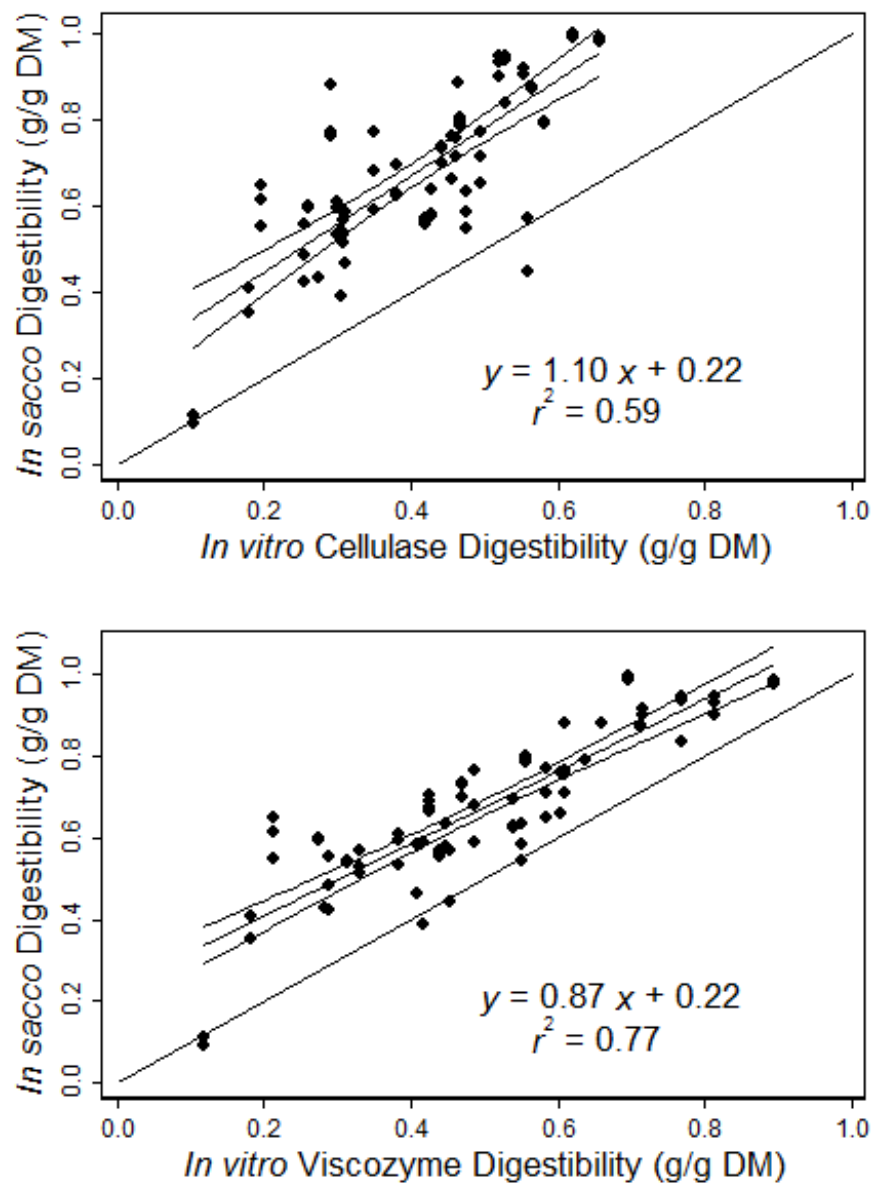 In sacco Digestibility (g/g DM)
1.0
0.8
0.6
0.4
0.2
0.0
y = 1.10 x + 0.22
r² = 0.59
0.0 0.2 0.4 0.6 0.8 1.0
In vitro Cellulase Digestibility (g/g DM)
In sacco Digestibility (g/g DM)
1.0
0.8
0.6
0.4
0.2
0.0
y = 0.87 x + 0.22
r² = 0.77
0.0 0.2 0.4 0.6 0.8 1.0
In vitro Viscozyme Digestibility (g/g DM)